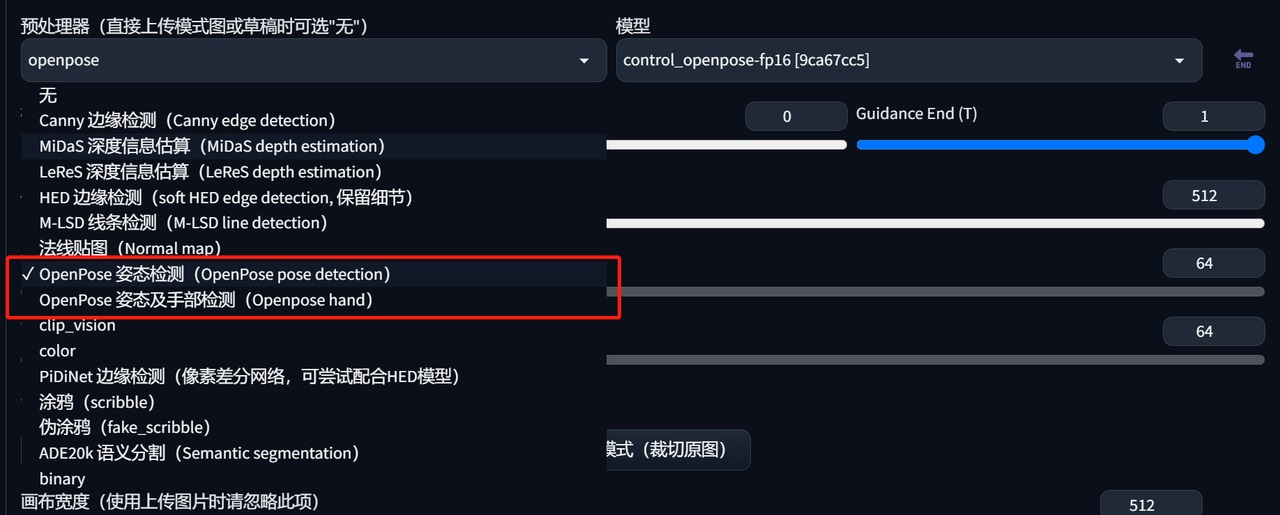 预处理器（直接上传模式图或草稿时可选"无"）
模型
openpose
control_openpose-fp16 [9ca67cc5]
END
无
Canny 边缘检测（Canny edge detection）
0
Guidance End (T)
1
MiDaS 深度信息估算（MiDaS depth estimation）
LeReS 深度信息估算（LeReS depth estimation）
HED 边缘检测（soft HED edge detection, 保留细节）
512
M-LSD 线条检测（M-LSD line detection）
法线贴图（Normal map）
✓ OpenPose 姿态检测（OpenPose pose detection）
64
OpenPose 姿态及手部检测（Openpose hand）
clip_vision
64
color
PiDiNet 边缘检测（像素差分网络，可尝试配合HED模型）
涂鸦（scribble）
伪涂鸦（fake_scribble）
模式（裁切原图）
ADE20k 语义分割（Semantic segmentation）
binary
画布宽度（使用上传图片时请忽略此项）
512